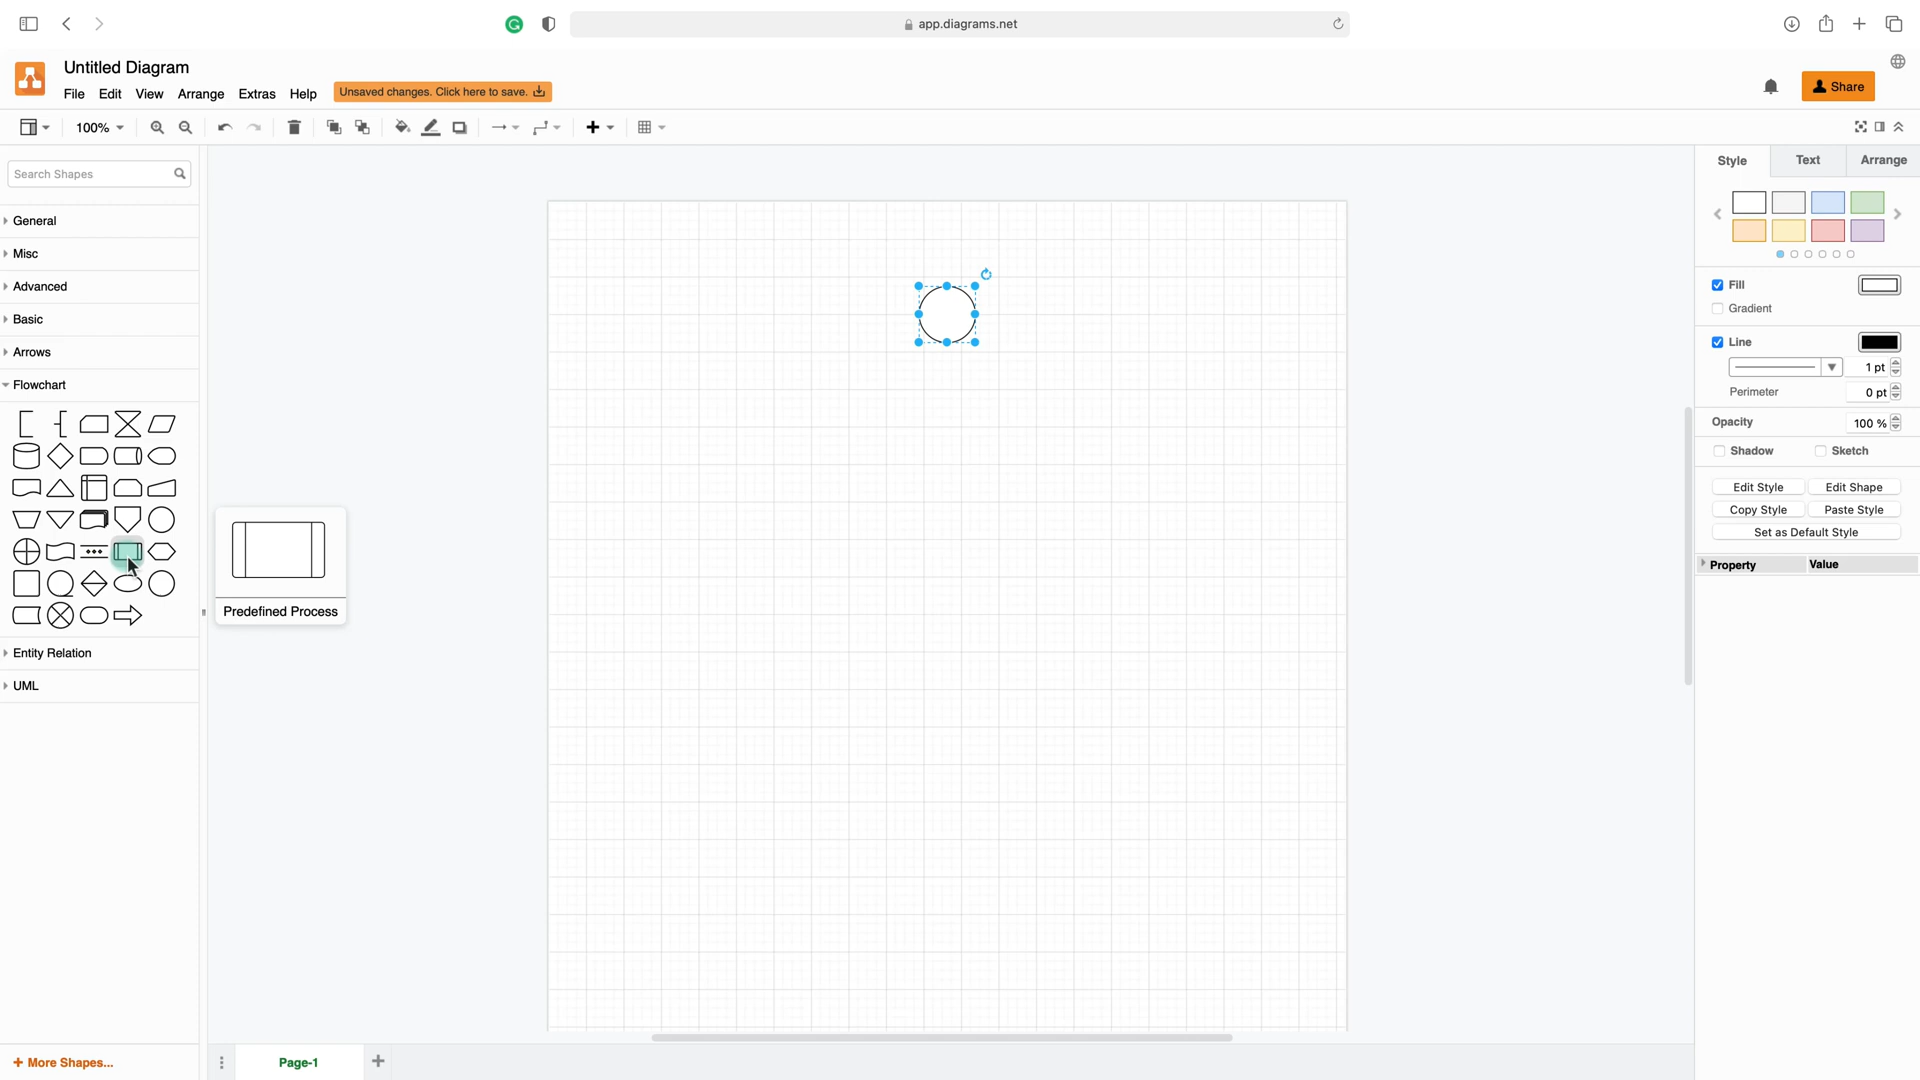 app.diagrams.net
Untitled Diagram
File Edit View Arrange Extras Help
Unsaved changes. Click here to save.
Share
100%
Search Shapes
General
Misc
Advanced
Basic
Arrows
Flowchart
Predefined Process
Entity Relation
UML
+ More Shapes...
Page-1
Style Text Arrange
Fill
Gradient
Line
1 pt
Perimeter 0 pt
Opacity 100 %
Shadow Sketch
Edit Style Edit Shape
Copy Style Paste Style
Set as Default Style
Property Value